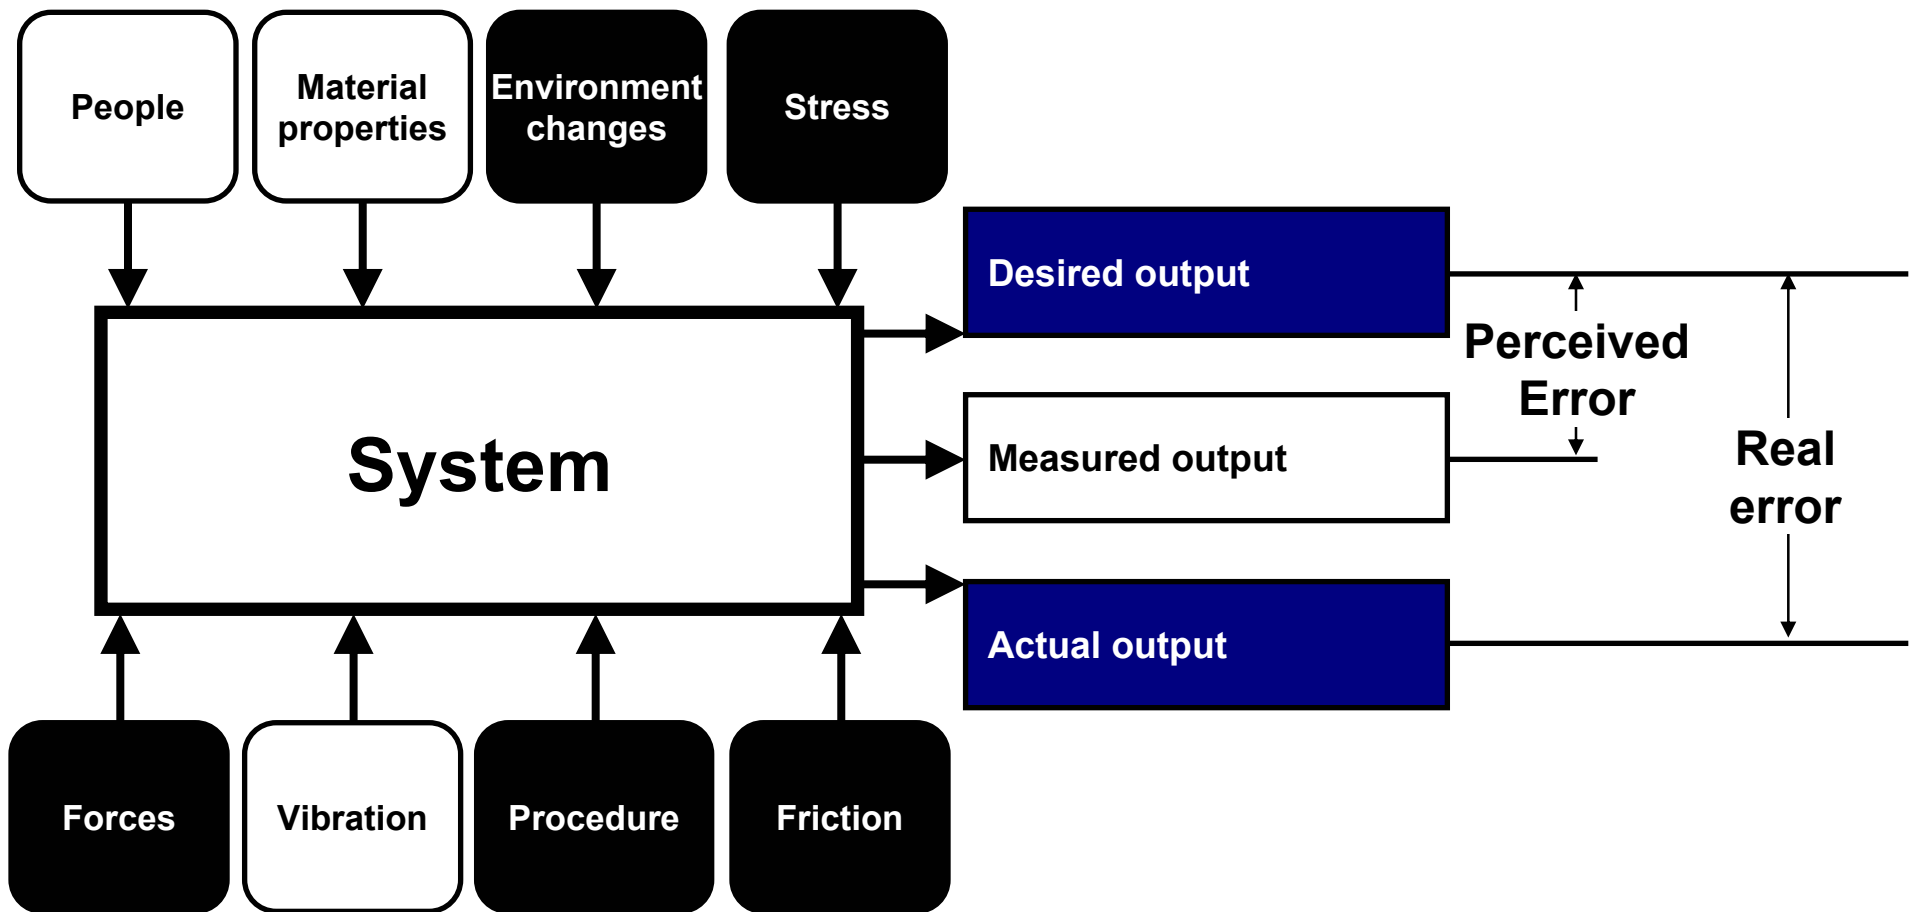 People
Material
properties
Environment
changes
Stress
Desired output
Perceived
Error
System
Measured output
Real
error
Actual output
Forces
Vibration
Procedure
Friction